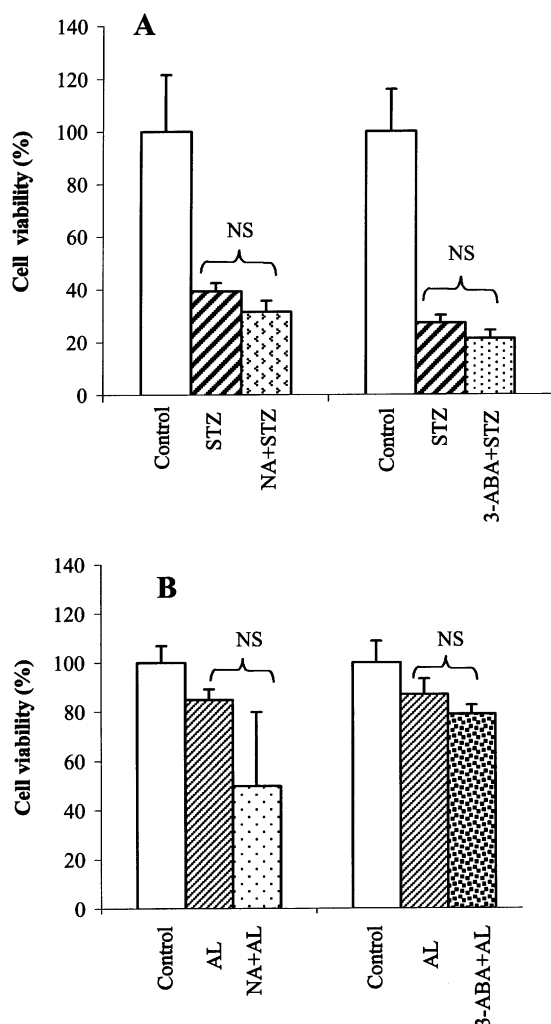 A
Cell viability (%)
140
120
100
80
60
40
20
0
NS
NS
Control
STZ
NA+STZ
Control
STZ
3-ABA+STZ
B
Cell viability (%)
140
120
100
80
60
40
20
0
NS
NS
Control
AL
NA+AL
Control
AL
3-ABA+AL